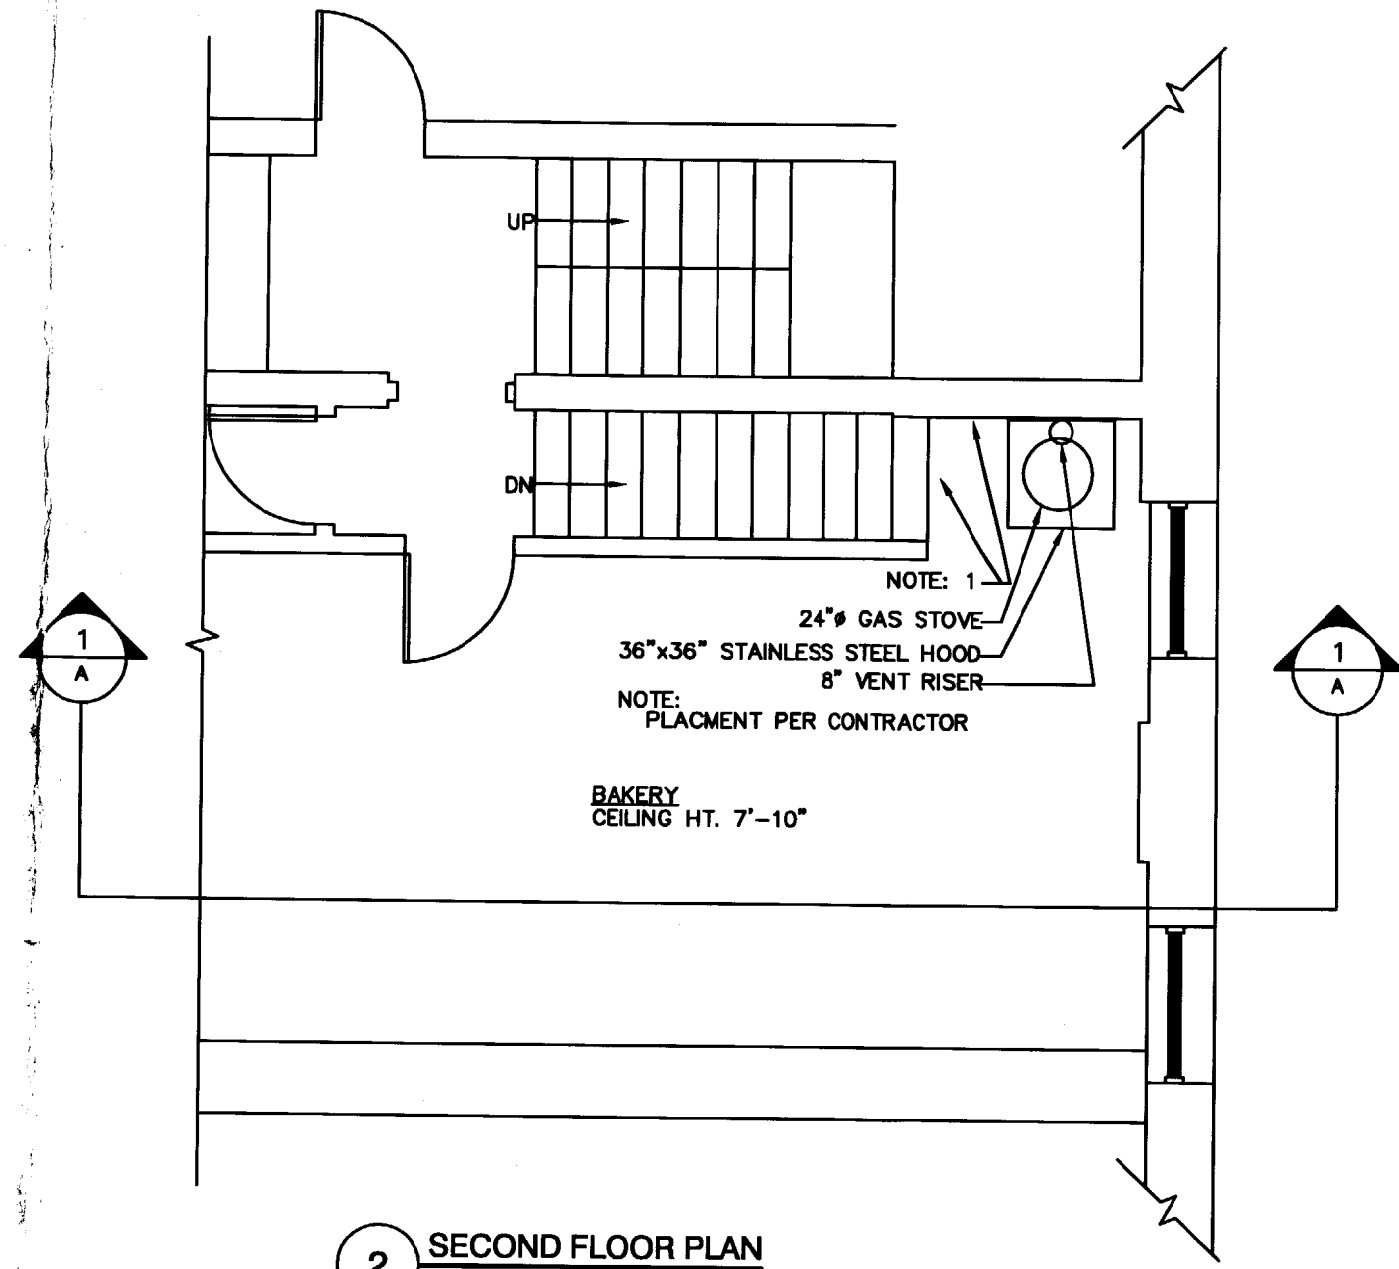 UP
DN
NOTE: 1
24"ø GAS STOVE
36"x36" STAINLESS STEEL HOOD
8" VENT RISER
NOTE:
PLACMENT PER CONTRACTOR
1
A
1
A
BAKERY
CEILING HT. 7'-10"
2
SECOND FLOOR PLAN